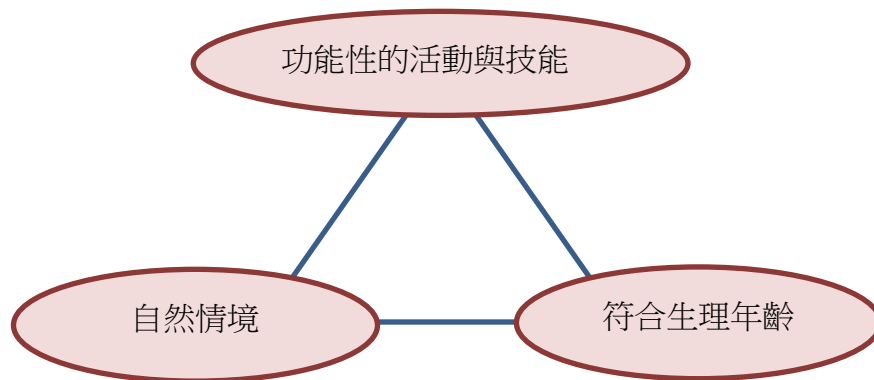 功能性的活動與技能
自然情境
符合生理年齡